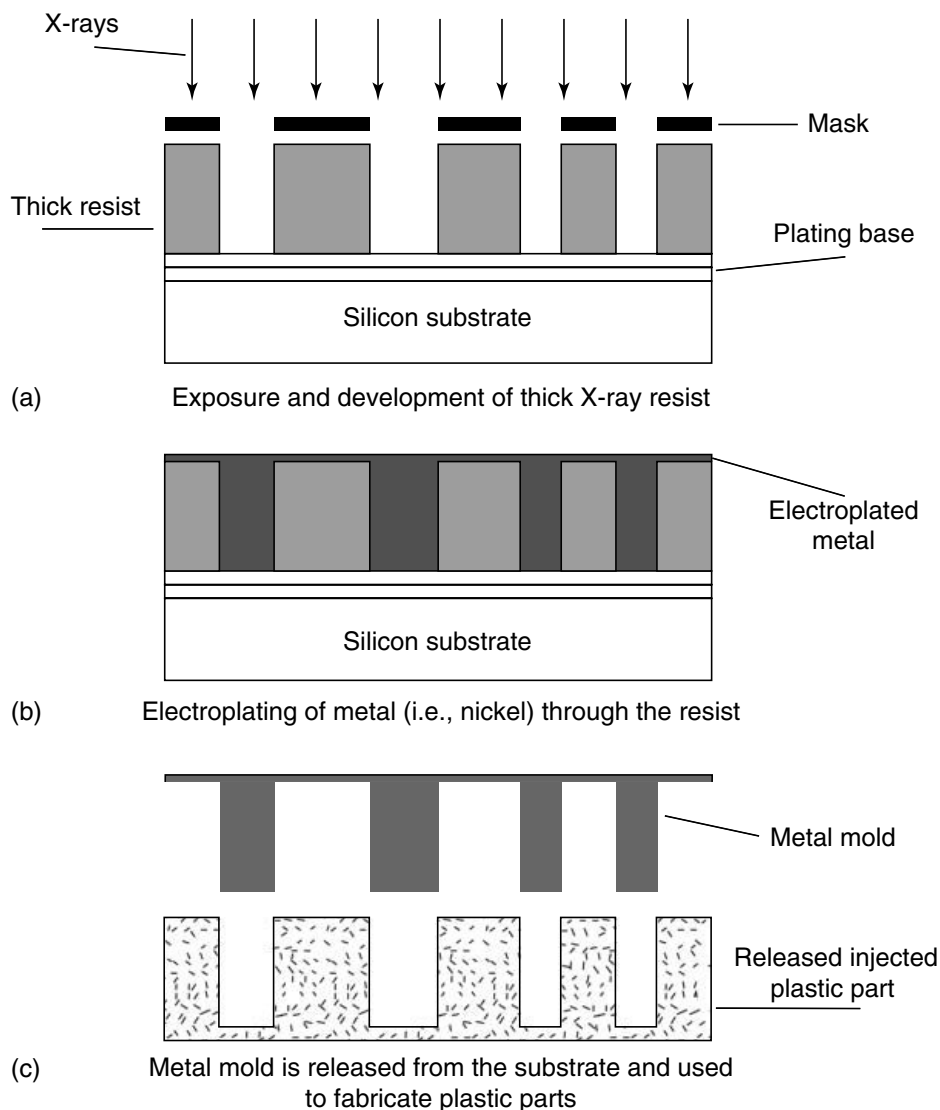 X-rays
Mask
Thick resist
Plating base
Silicon substrate
(a) Exposure and development of thick X-ray resist
Electroplated
metal
Silicon substrate
(b) Electroplating of metal (i.e., nickel) through the resist
Metal mold
Released injected
plastic part
(c) Metal mold is released from the substrate and used
to fabricate plastic parts